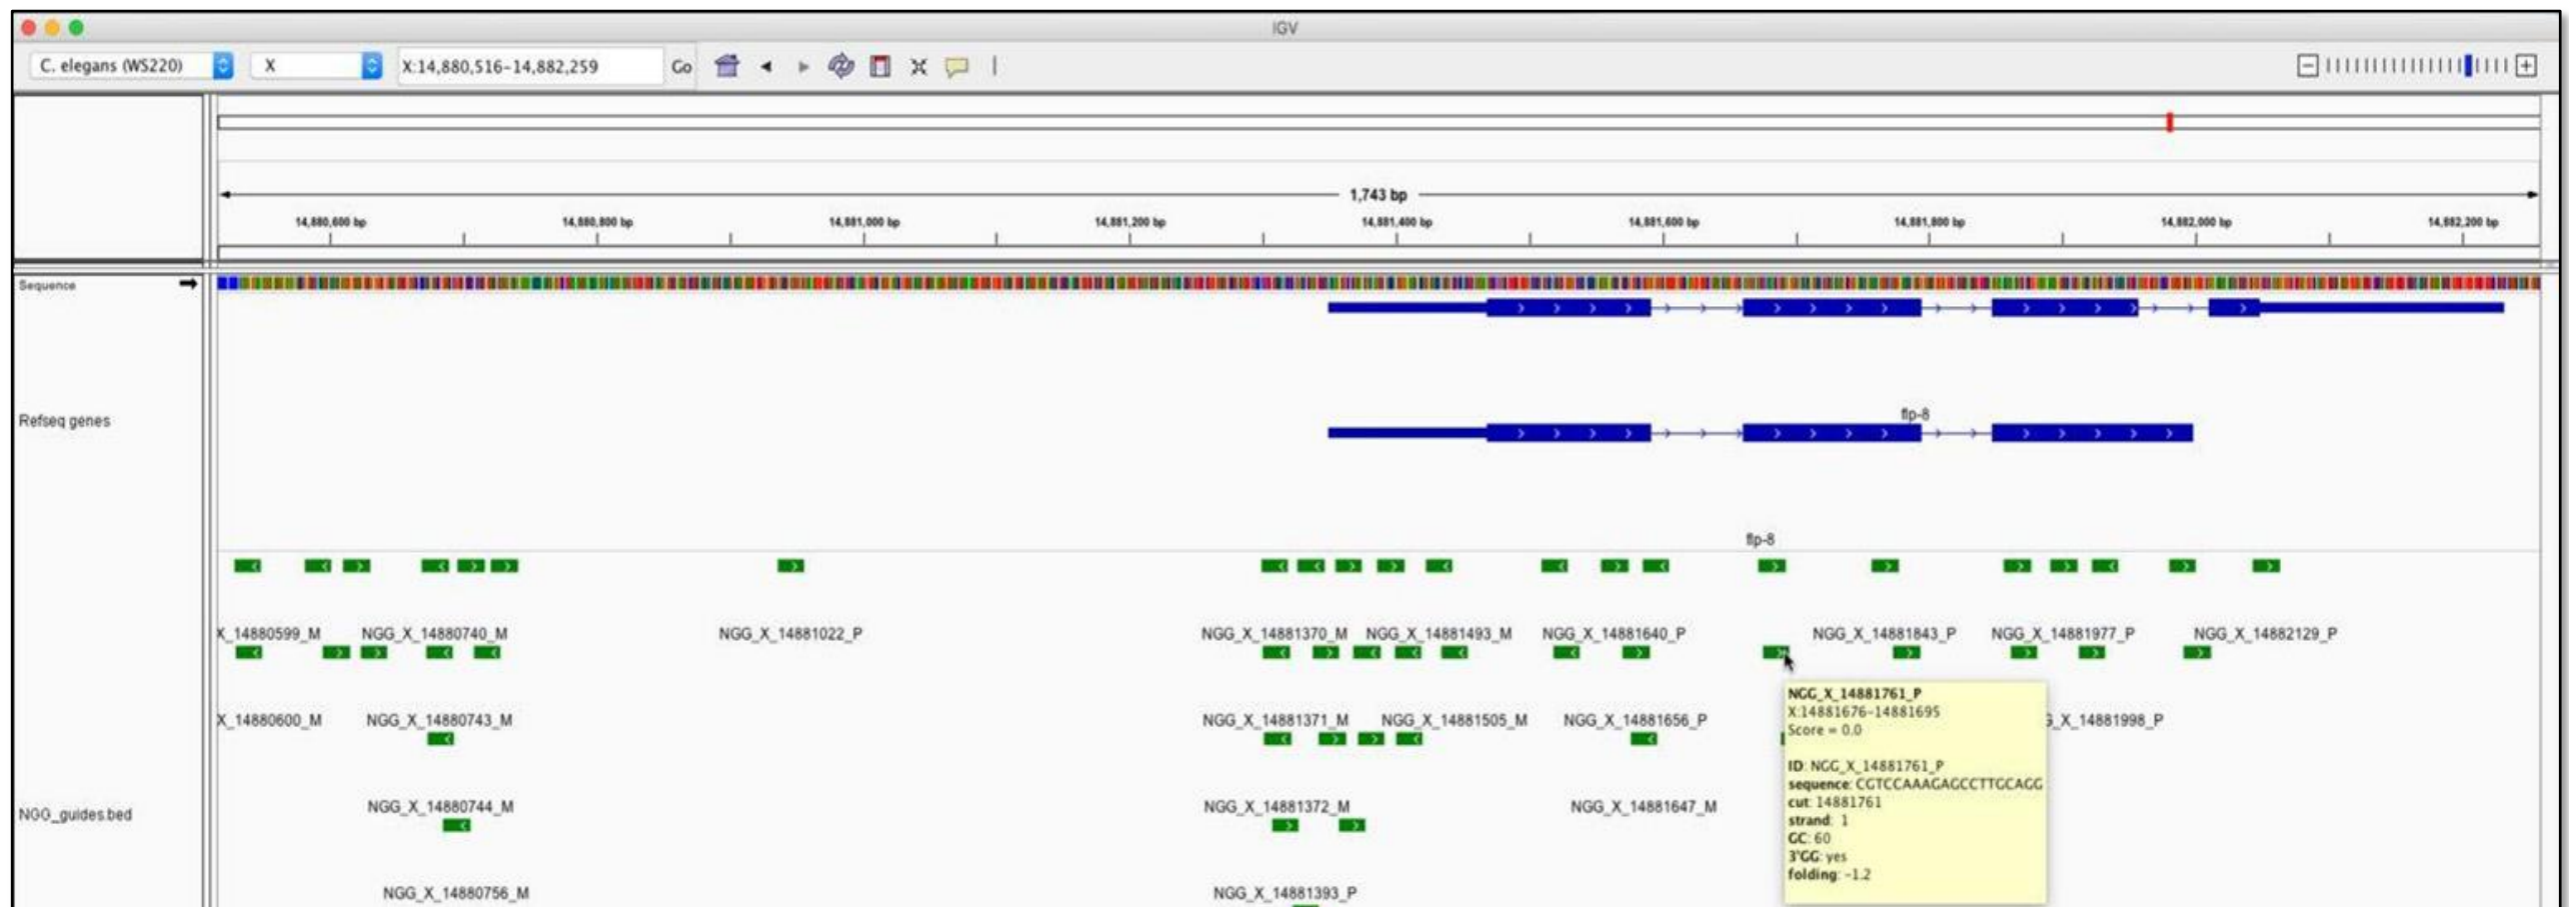 IGV
C. elegans (WS220) X X:14,880,516-14,882,259 Go
1,743 bp
14,880,600 bp 14,880,800 bp 14,881,000 bp 14,881,200 bp 14,881,400 bp 14,881,600 bp 14,881,800 bp 14,882,000 bp 14,882,200 bp
Sequence
flp-8
Refseq genes
flp-8
X_14880599_M NGG_X_14880740_M NGG_X_14881022_P NGG_X_14881370_M NGG_X_14881493_M NGG_X_14881640_P NGG_X_14881843_P NGG_X_14881977_P NGG_X_14882129_P
X_14880600_M NGG_X_14880743_M NGG_X_14881371_M NGG_X_14881505_M NGG_X_14881656_P G_X_14881998_P
NGG_X_14880744_M NGG_X_14881372_M NGG_X_14881647_M
NGG_guides.bed
NGG_X_14880756_M NGG_X_14881393_P
NGG_X_14881761_P
X:14881676-14881695
Score = 0.0
ID: NGG_X_14881761_P
sequence: CGTCCAAAGAGCCTTGCAGG
cut: 14881761
strand: 1
GC: 60
3'GG: yes
folding: -1.2